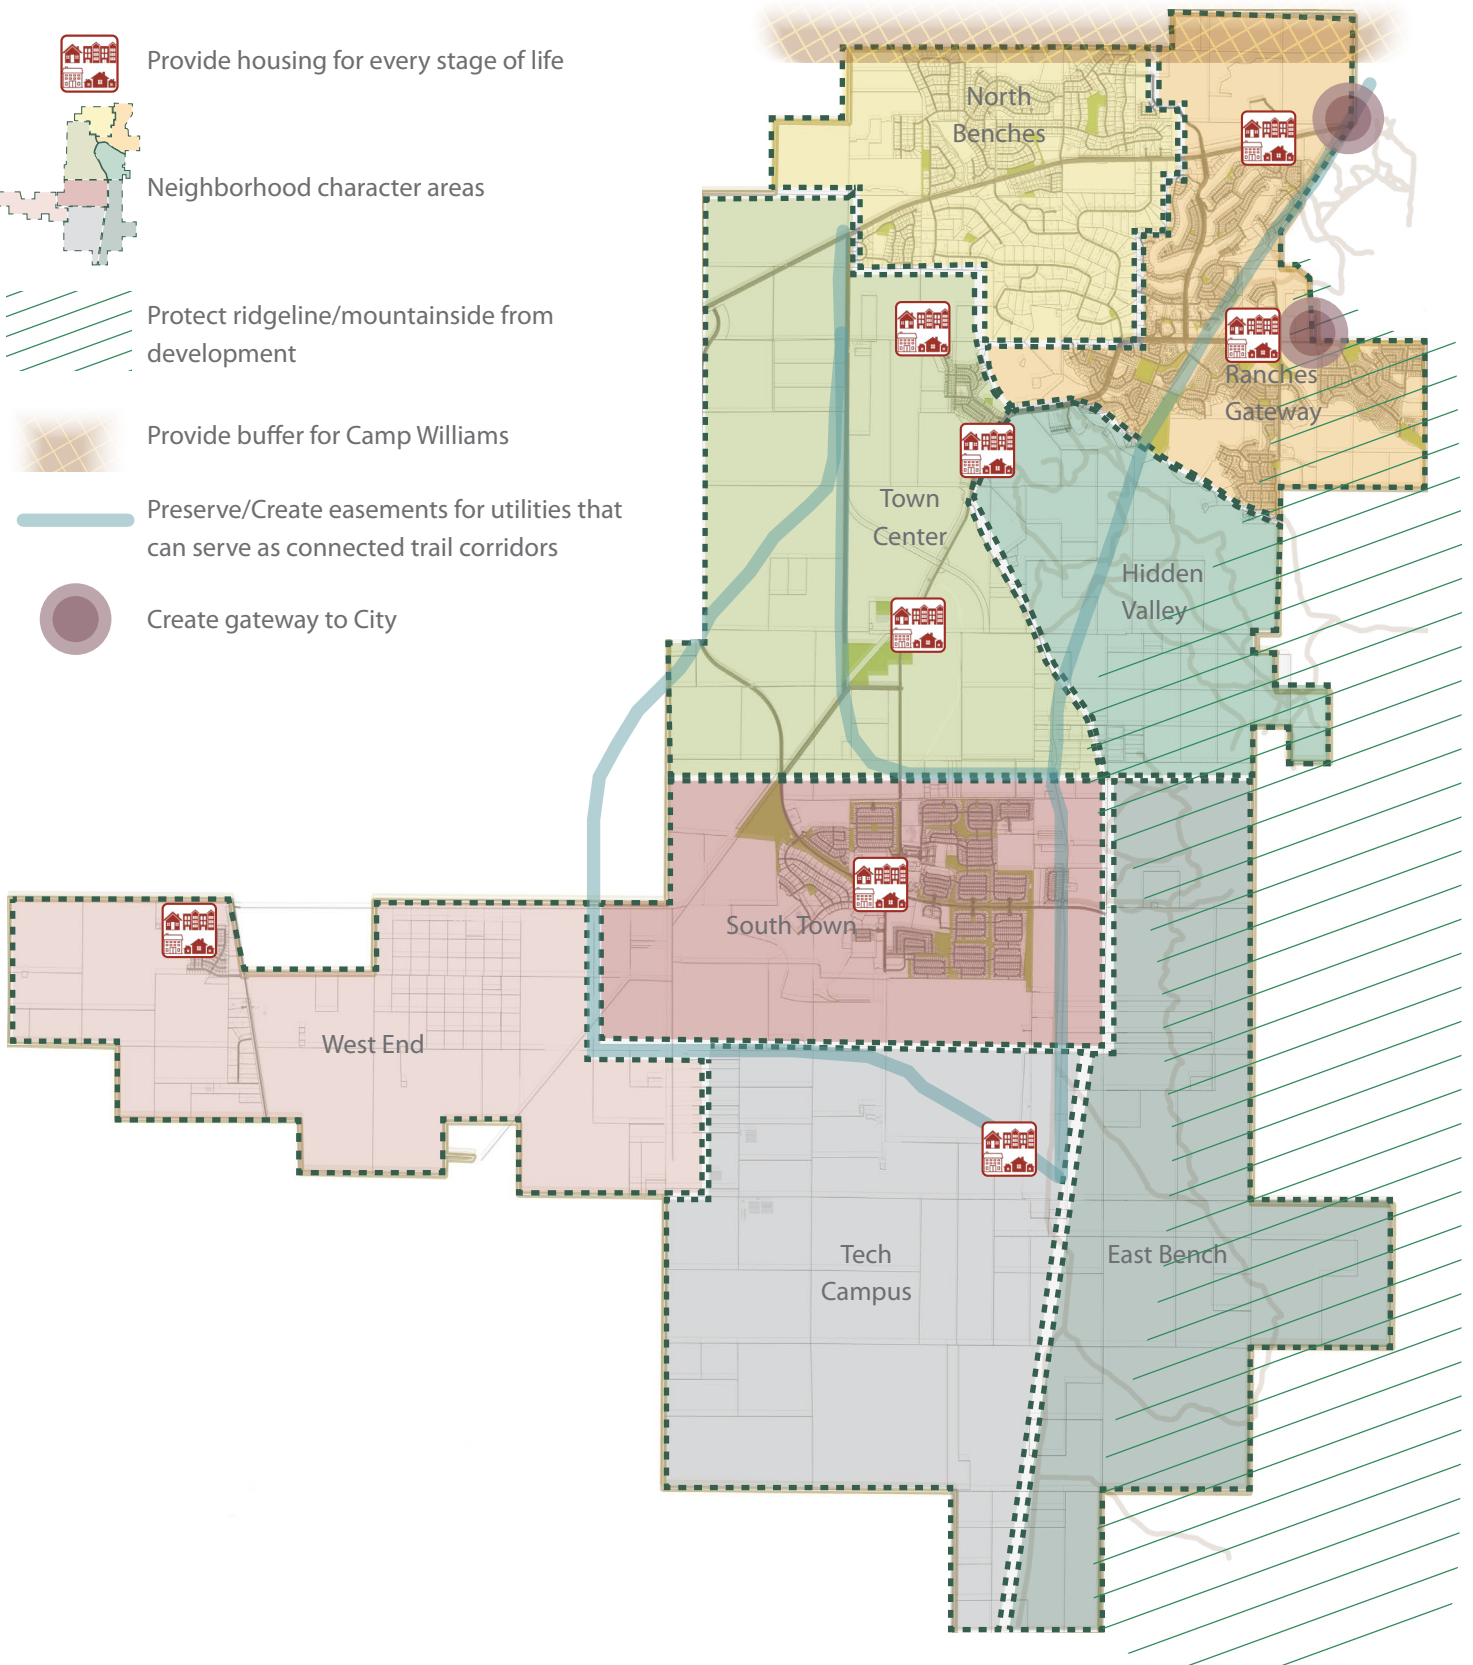 Provide housing for every stage of life
Neighborhood character areas
Protect ridgeline/mountainside from
development
Provide buffer for Camp Williams
Preserve/Create easements for utilities that
can serve as connected trail corridors
Create gateway to City
North
Benches
Ranches
Gateway
Town
Center
Hidden
Valley
South Town
West End
Tech
Campus
East Bench